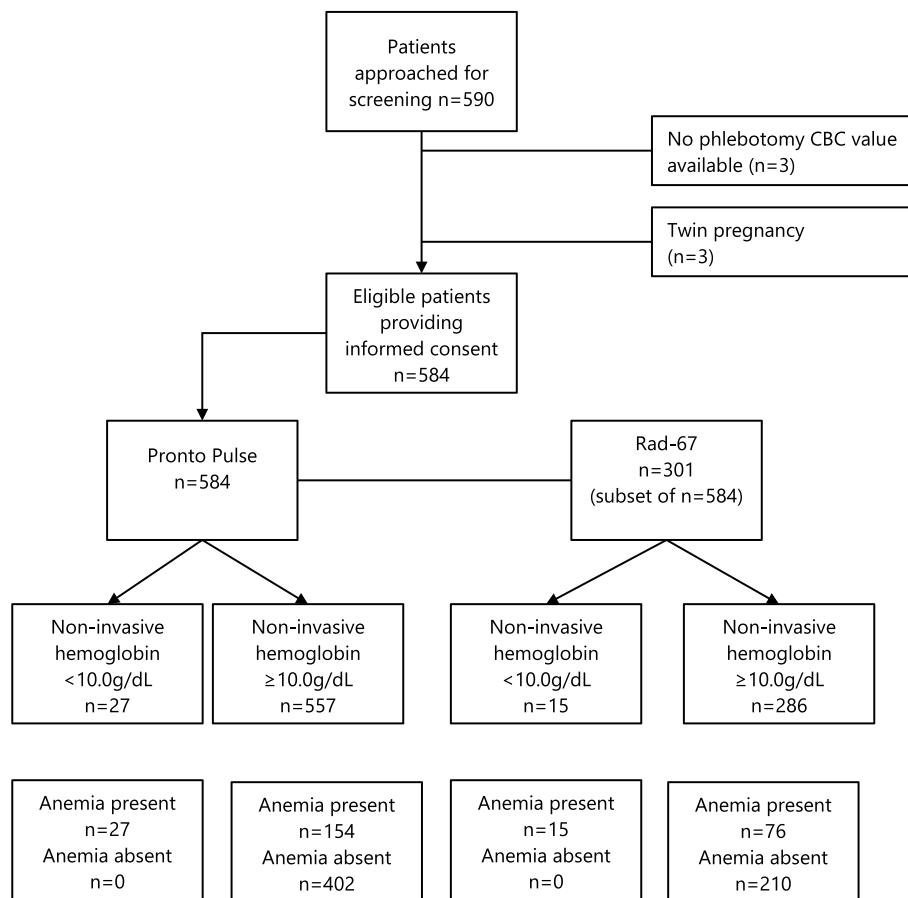 Patients
approached for
screening n=590
No phlebotomy CBC value
available (n=3)
Twin pregnancy
(n=3)
Eligible patients
providing
informed consent
n=584
Pronto Pulse
n=584
Rad-67
n=301
(subset of n=584)
Non-invasive
hemoglobin
<10.0g/dL
n=27
Non-invasive
hemoglobin
≥10.0g/dL
n=557
Non-invasive
hemoglobin
<10.0g/dL
n=15
Non-invasive
hemoglobin
≥10.0g/dL
n=286
Anemia present
n=27
Anemia absent
n=0
Anemia present
n=154
Anemia absent
n=402
Anemia present
n=15
Anemia absent
n=0
Anemia present
n=76
Anemia absent
n=210